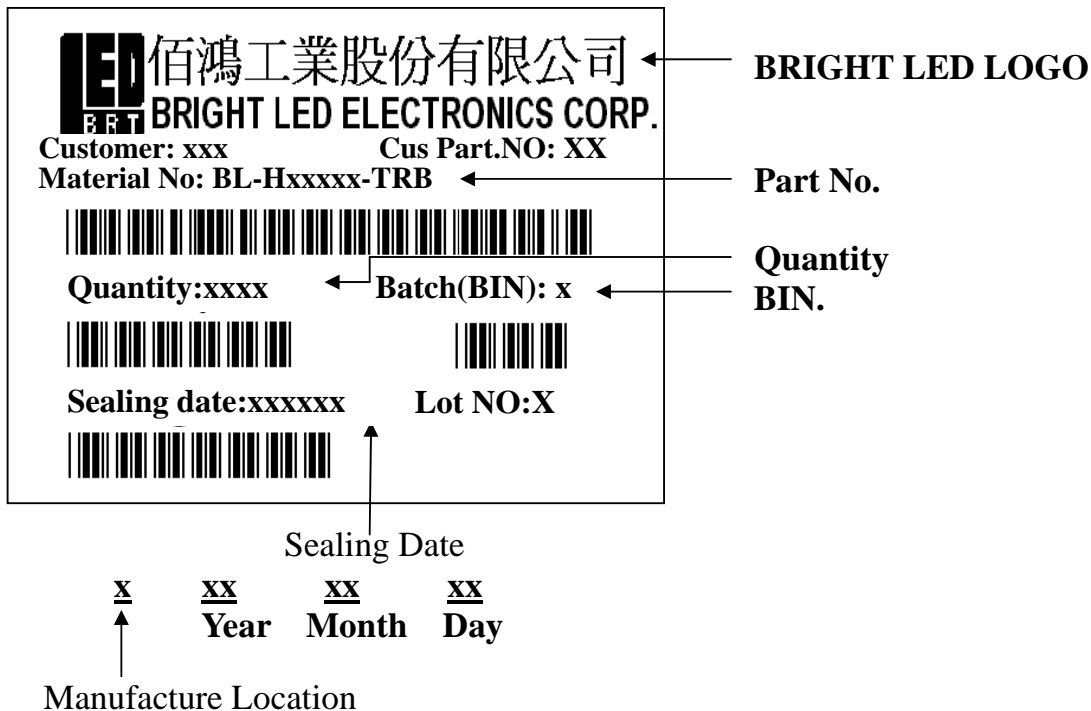 LED 佰鴻工業股份有限公司
BRT BRIGHT LED ELECTRONICS CORP.
BRIGHT LED LOGO
Customer: xxx Cus Part.NO: XX
Material No: BL-Hxxxxx-TRB
Part No.
Quantity:xxxx Batch(BIN): x
Quantity
BIN.
Sealing date:xxxxxx Lot NO:X
Sealing Date
x xx xx xx
Year Month Day
Manufacture Location